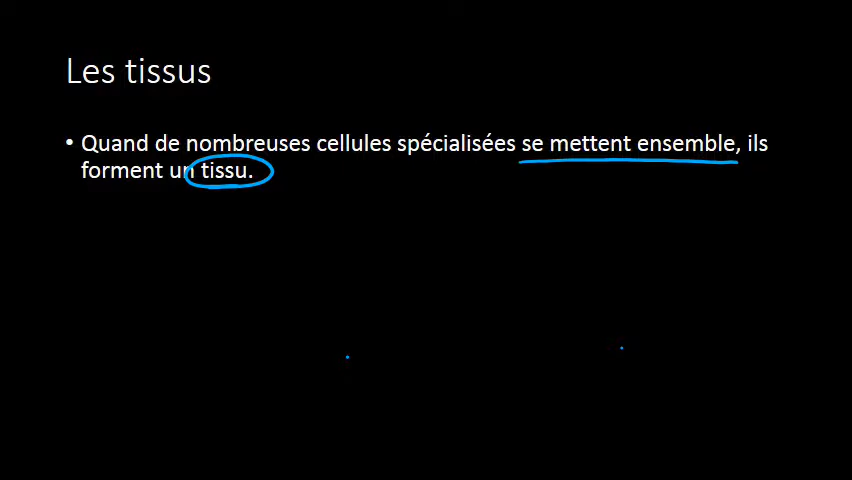 Les tissus
• Quand de nombreuses cellules spécialisées se mettent ensemble, ils
forment un tissu.